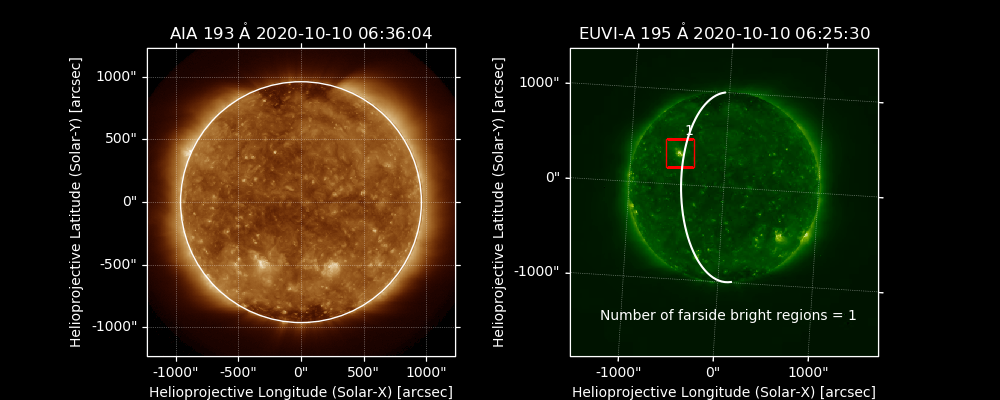 AIA 193 Å 2020-10-10 06:36:04
Helioprojective Latitude (Solar-Y) [arcsec]
1000"
500"
0"
-500"
-1000"
-1000" -500" 0" 500" 1000"
Helioprojective Longitude (Solar-X) [arcsec]
EUVI-A 195 Å 2020-10-10 06:25:30
Helioprojective Latitude (Solar-Y) [arcsec]
1000"
0"
-1000"
1
Number of farside bright regions = 1
-1000" 0" 1000"
Helioprojective Longitude (Solar-X) [arcsec]